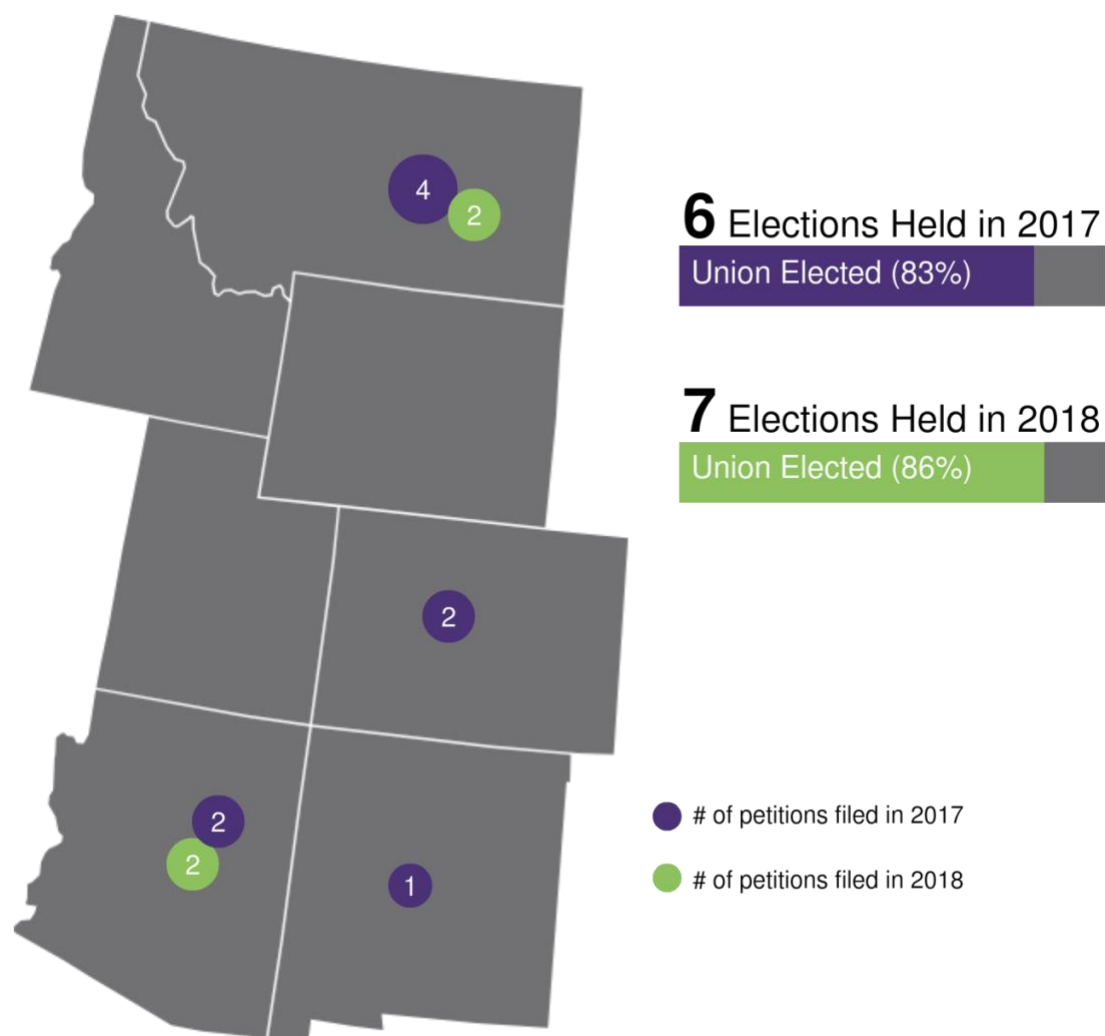 4
2
6 Elections Held in 2017
Union Elected (83%)
7 Elections Held in 2018
Union Elected (86%)
2
2
2
1
# of petitions filed in 2017
# of petitions filed in 2018